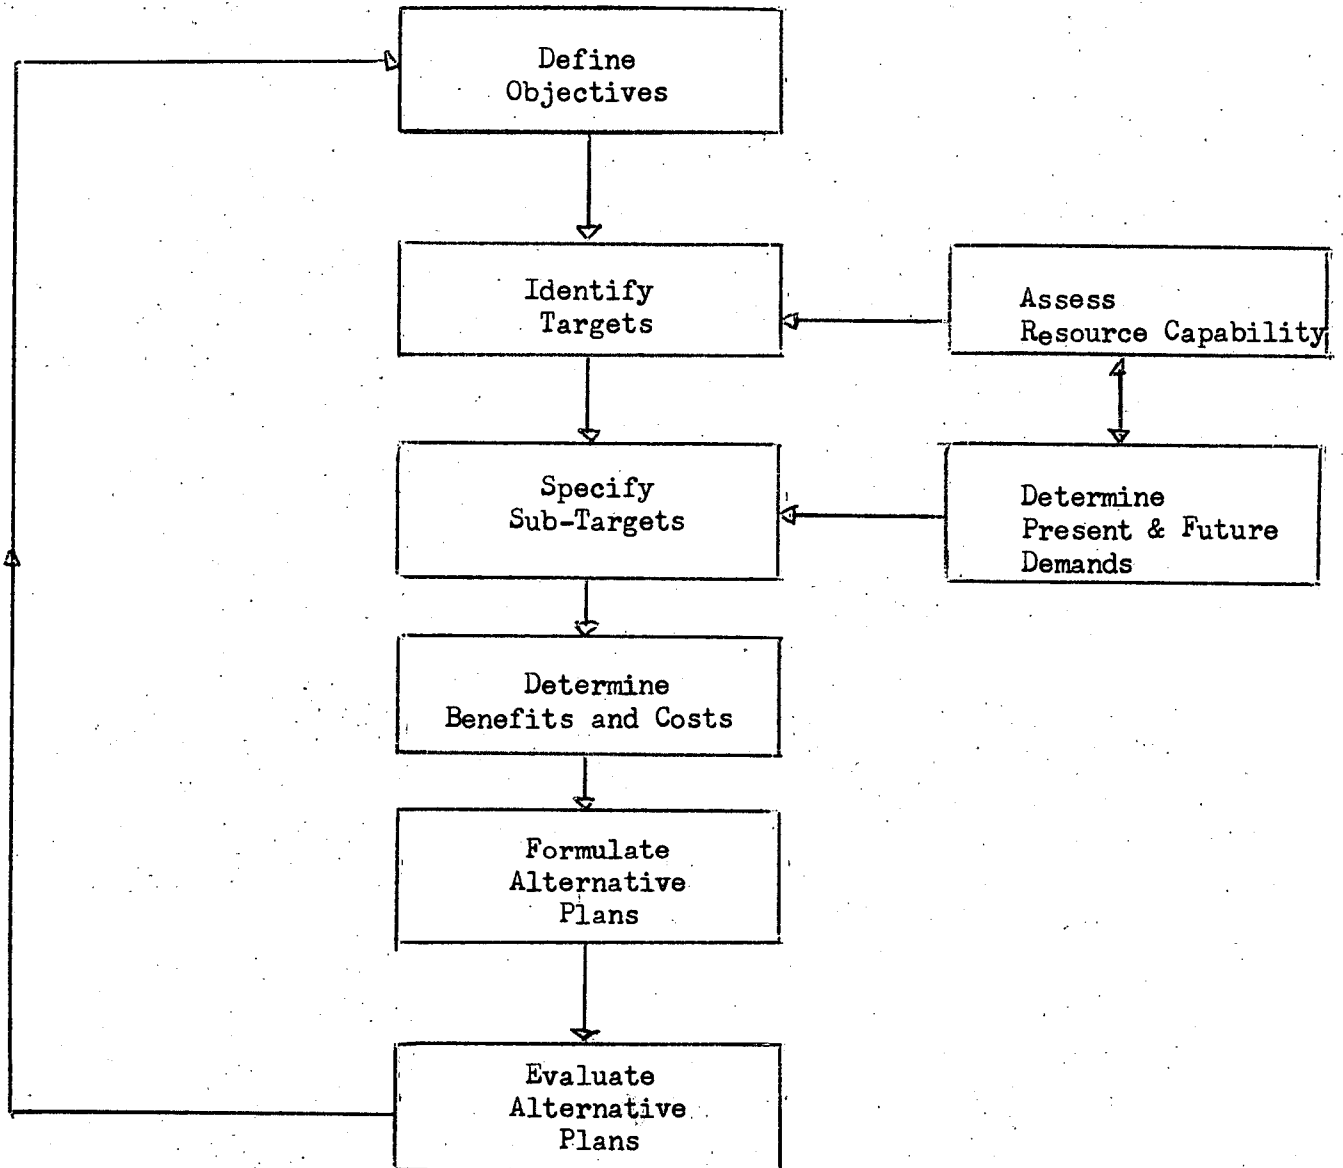 Define
Objectives
Identify
Targets
Assess
Resource Capability
Specify
Sub-Targets
Determine
Present & Future
Demands
Determine
Benefits and Costs
Formulate
Alternative
Plans
Evaluate
Alternative
Plans